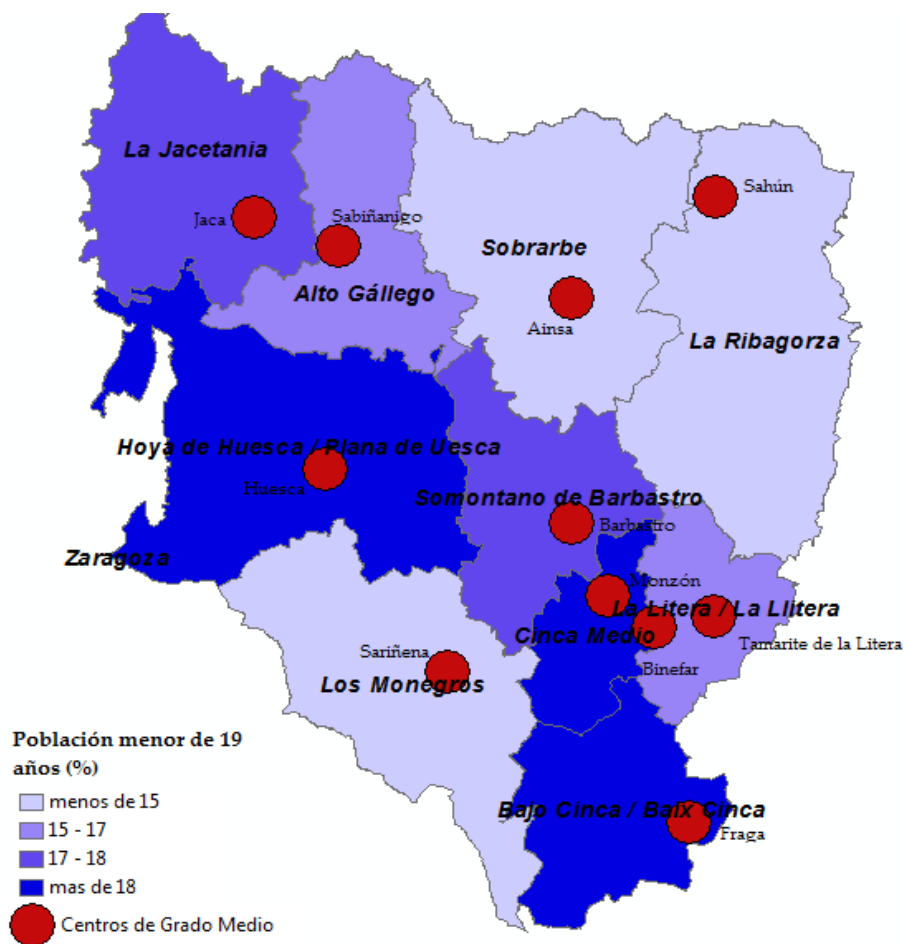 La Jacetania
Jaca
Sabiñanigo
Alto Gállego
Sobrarbe
Ainsa
Sahún
La Ribagorza
Hoya de Huesca / Plana de Uesca
Huesca
Somontano de Barbastro
Barbastro
Zaragoza
Monzón
La Litera / La Llitera
Cinca Medio
Tamarite de la Litera
Binefar
Sariñena
Los Monegros
Bajo Cinca / Baix Cinca
Fraga
Población menor de 19
años (%)
menos de 15
15 - 17
17 - 18
mas de 18
Centros de Grado Medio